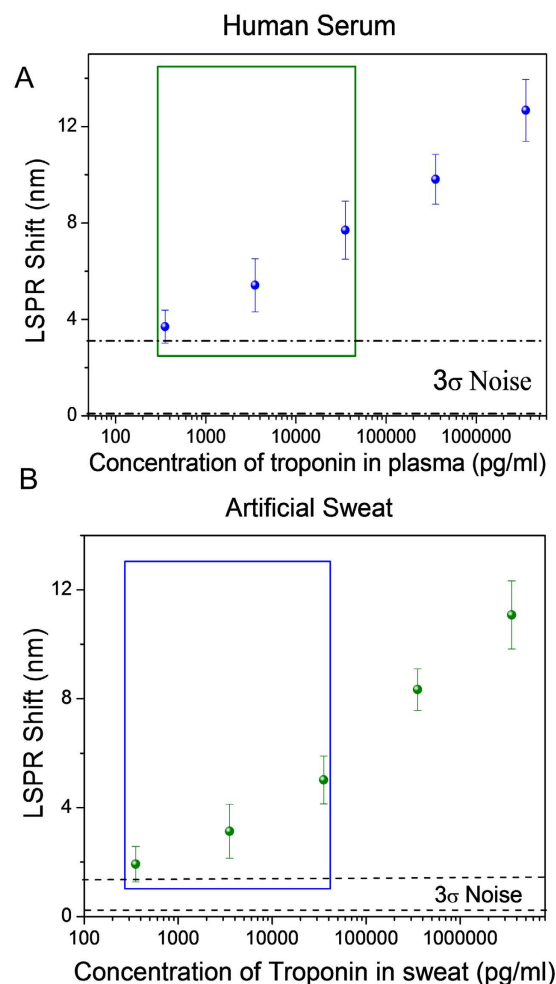 Human Serum
A
12
8
4
0
LSPR Shift (nm)
3σ Noise
100 1000 10000 100000 1000000
Concentration of troponin in plasma (pg/ml)
B
Artificial Sweat
12
8
4
0
LSPR Shift (nm)
3σ Noise
100 1000 10000 100000 1000000
Concentration of Troponin in sweat (pg/ml)